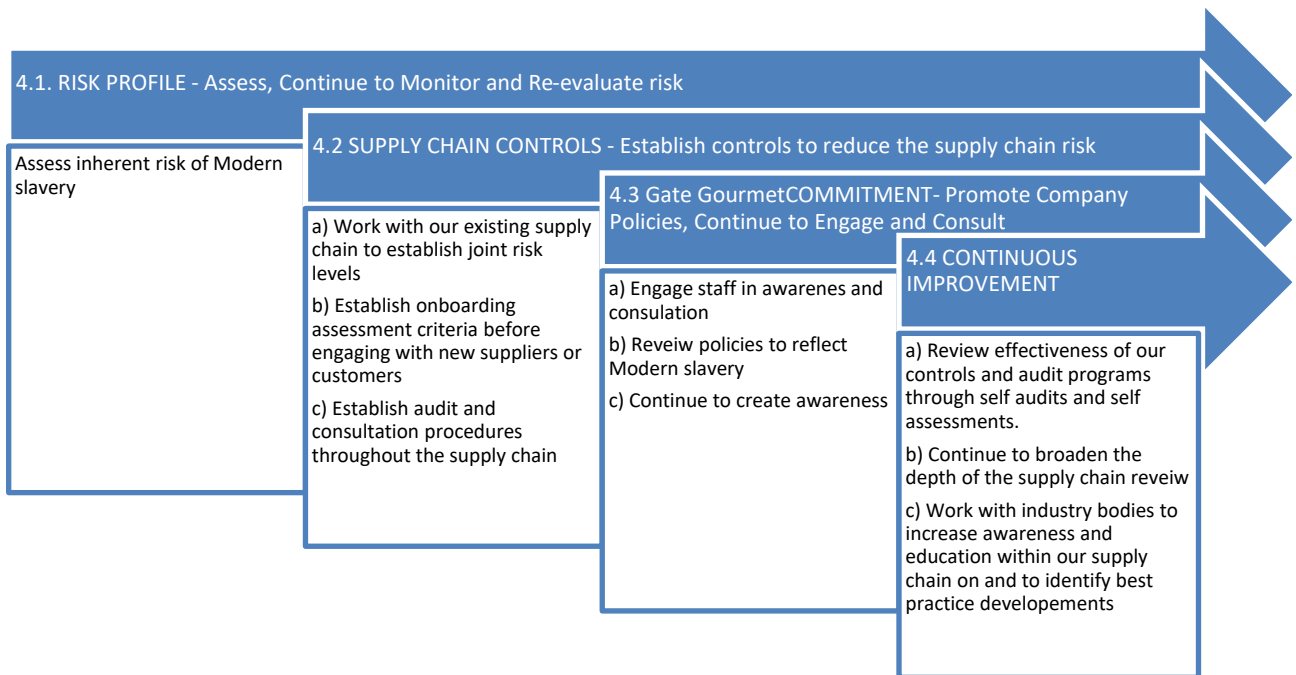 4.1. RISK PROFILE - Assess, Continue to Monitor and Re-evaluate risk
Assess inherent risk of Modern
slavery
4.2 SUPPLY CHAIN CONTROLS - Establish controls to reduce the supply chain risk
a) Work with our existing supply
chain to establish joint risk
levels
b) Establish onboarding
assessment criteria before
engaging with new suppliers or
customers
c) Establish audit and
consultation procedures
throughout the supply chain
4.3 Gate GourmetCOMMITMENT- Promote Company
Policies, Continue to Engage and Consult
a) Engage staff in awarenes and
consulation
b) Reveiw policies to reflect
Modern slavery
c) Continue to create awareness
4.4 CONTINUOUS
IMPROVEMENT
a) Review effectiveness of our
controls and audit programs
through self audits and self
assessments.
b) Continue to broaden the
depth of the supply chain reveiw
c) Work with industry bodies to
increase awareness and
education within our supply
chain on and to identify best
practice developements